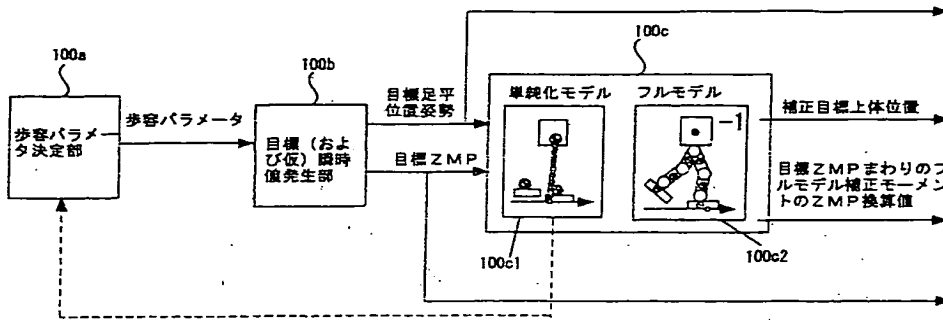 100a
歩容パラメー
タ決定部
歩容パラメータ
100b
目標（およ
び仮）瞬時
値発生部
目標足平
位置姿勢
目標ZMP
100c
単純化モデル
フルモデル
-1
100c1
100c2
補正目標上体位置
目標ZMPまわりのフ
ルモデル補正モーメン
トのZMP換算値